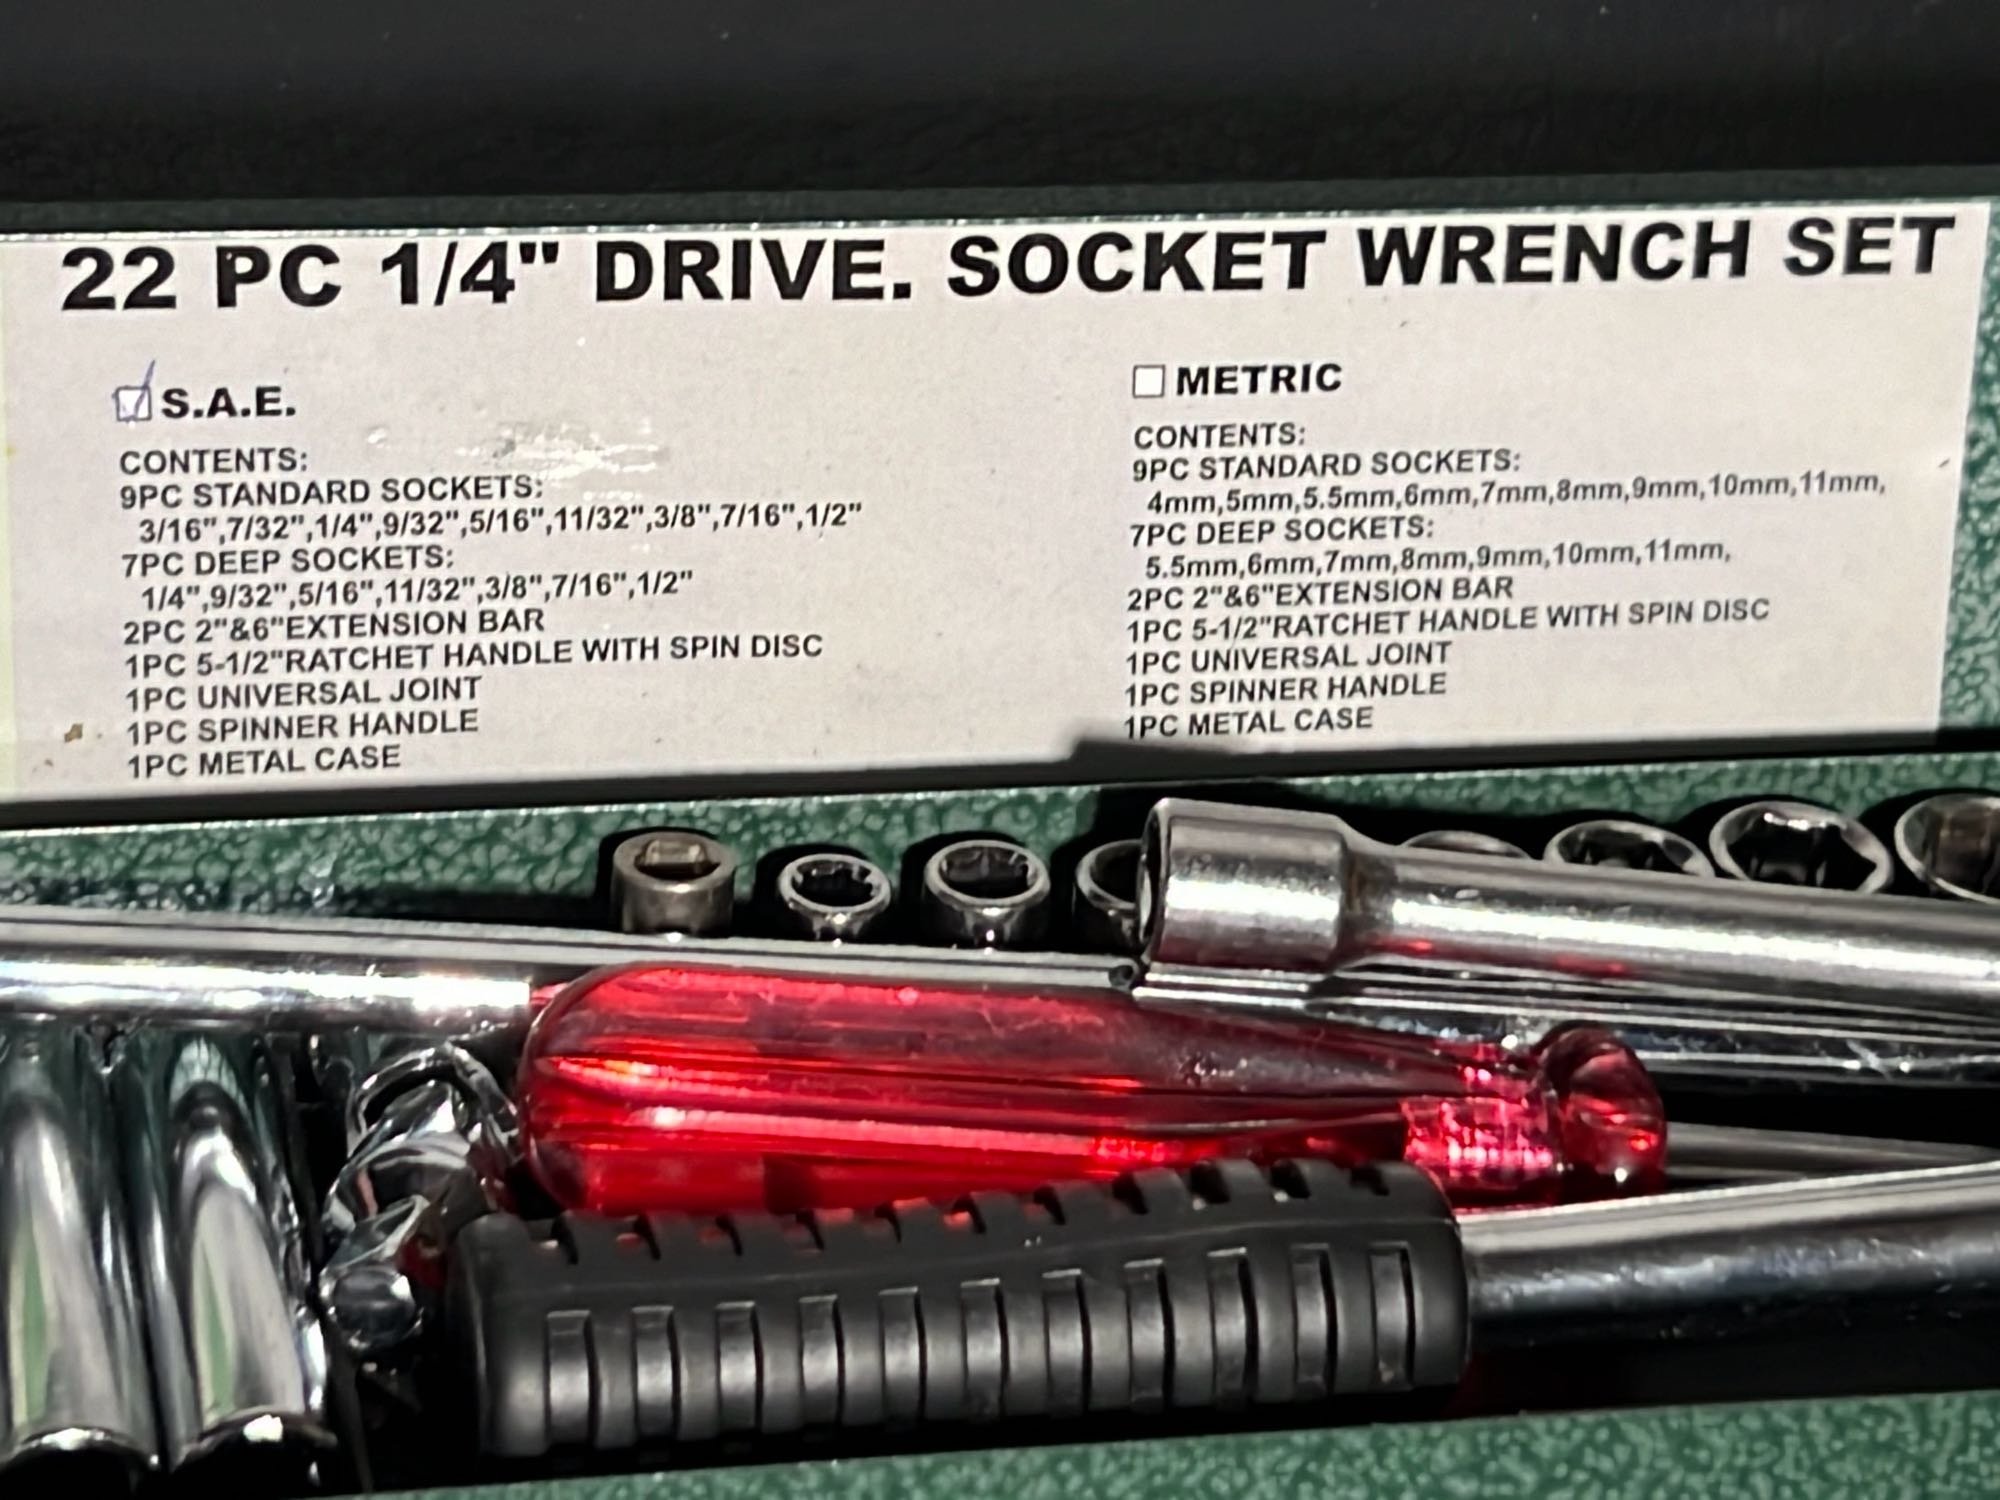 22 PC 1/4" DRIVE. SOCKET WRENCH SET
S.A.E.
CONTENTS:
9PC STANDARD SOCKETS:
3/16",7/32",1/4",9/32",5/16",11/32",3/8",7/16",1/2"
7PC DEEP SOCKETS:
1/4",9/32",5/16",11/32",3/8",7/16",1/2"
2PC 2"&6"EXTENSION BAR
1PC 5-1/2"RATCHET HANDLE WITH SPIN DISC
1PC UNIVERSAL JOINT
1PC SPINNER HANDLE
1PC METAL CASE
METRIC
CONTENTS:
9PC STANDARD SOCKETS:
4mm,5mm,5.5mm,6mm,7mm,8mm,9mm,10mm,11mm,
7PC DEEP SOCKETS:
5.5mm,6mm,7mm,8mm,9mm,10mm,11mm,
2PC 2"&6"EXTENSION BAR
1PC 5-1/2"RATCHET HANDLE WITH SPIN DISC
1PC UNIVERSAL JOINT
1PC SPINNER HANDLE
1PC METAL CASE